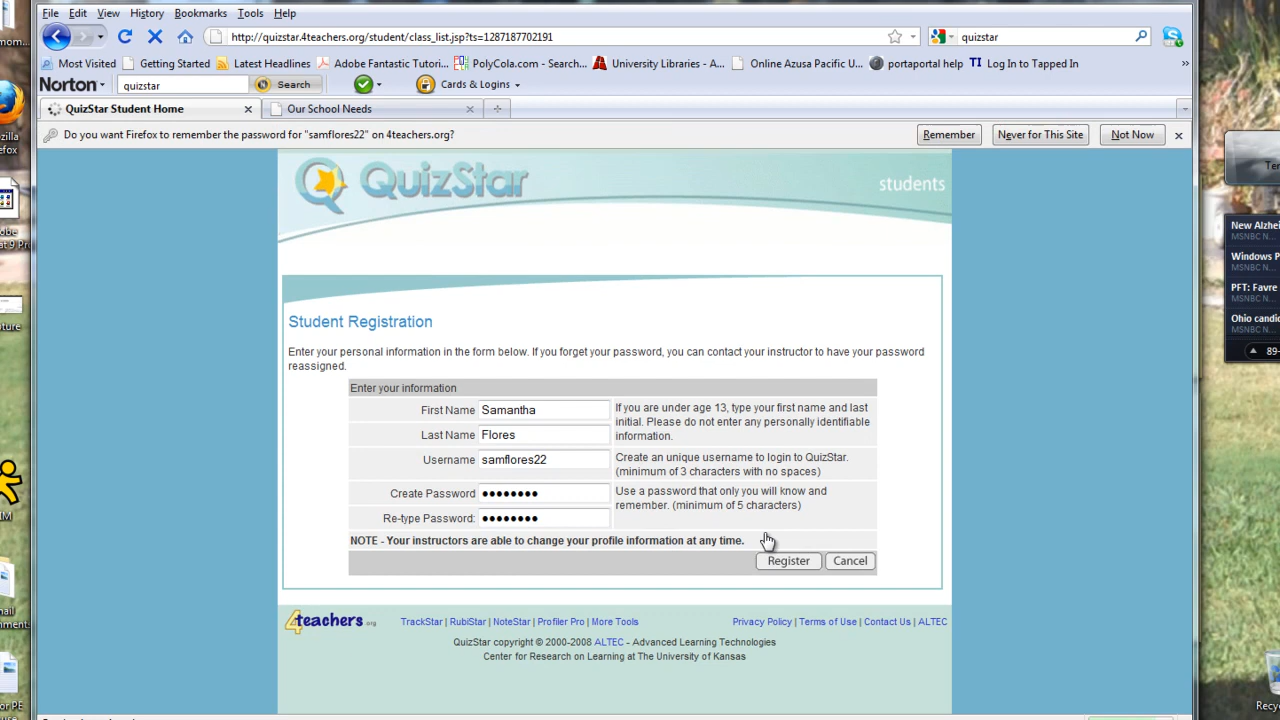 File Edit View History Bookmarks Tools Help
http://quizstar.4teachers.org/student/class_list.jsp?ts=1287187702191
quizstar
Most Visited Getting Started Latest Headlines Adobe Fantastic Tutori... PolyCola.com - Search... University Libraries - A... Online Azusa Pacific U... portaportal help TI Log In to Tapped In »
Norton quizstar Search Cards & Logins
QuizStar Student Home Our School Needs
Do you want Firefox to remember the password for "samflores22" on 4teachers.org? Remember Never for This Site Not Now
QuizStar students
Student Registration
Enter your personal information in the form below. If you forget your password, you can contact your instructor to have your password
reassigned.
Enter your information
First Name Samantha
If you are under age 13, type your first name and last
initial. Please do not enter any personally identifiable
information.
Last Name Flores
Username samflores22
Create an unique username to login to QuizStar.
(minimum of 3 characters with no spaces)
Create Password ••••••••
Use a password that only you will know and
remember. (minimum of 5 characters)
Re-type Password: ••••••••
NOTE - Your instructors are able to change your profile information at any time.
Register Cancel
4teachers.org TrackStar | RubiStar | NoteStar | Profiler Pro | More Tools Privacy Policy | Terms of Use | Contact Us | ALTEC
QuizStar copyright © 2000-2008 ALTEC - Advanced Learning Technologies
Center for Research on Learning at The University of Kansas
New Alzhei
MSNBC N...
Windows P
MSNBC N...
PFT: Favre
MSNBC N...
Ohio candid
MSNBC N...
89-
Recyc